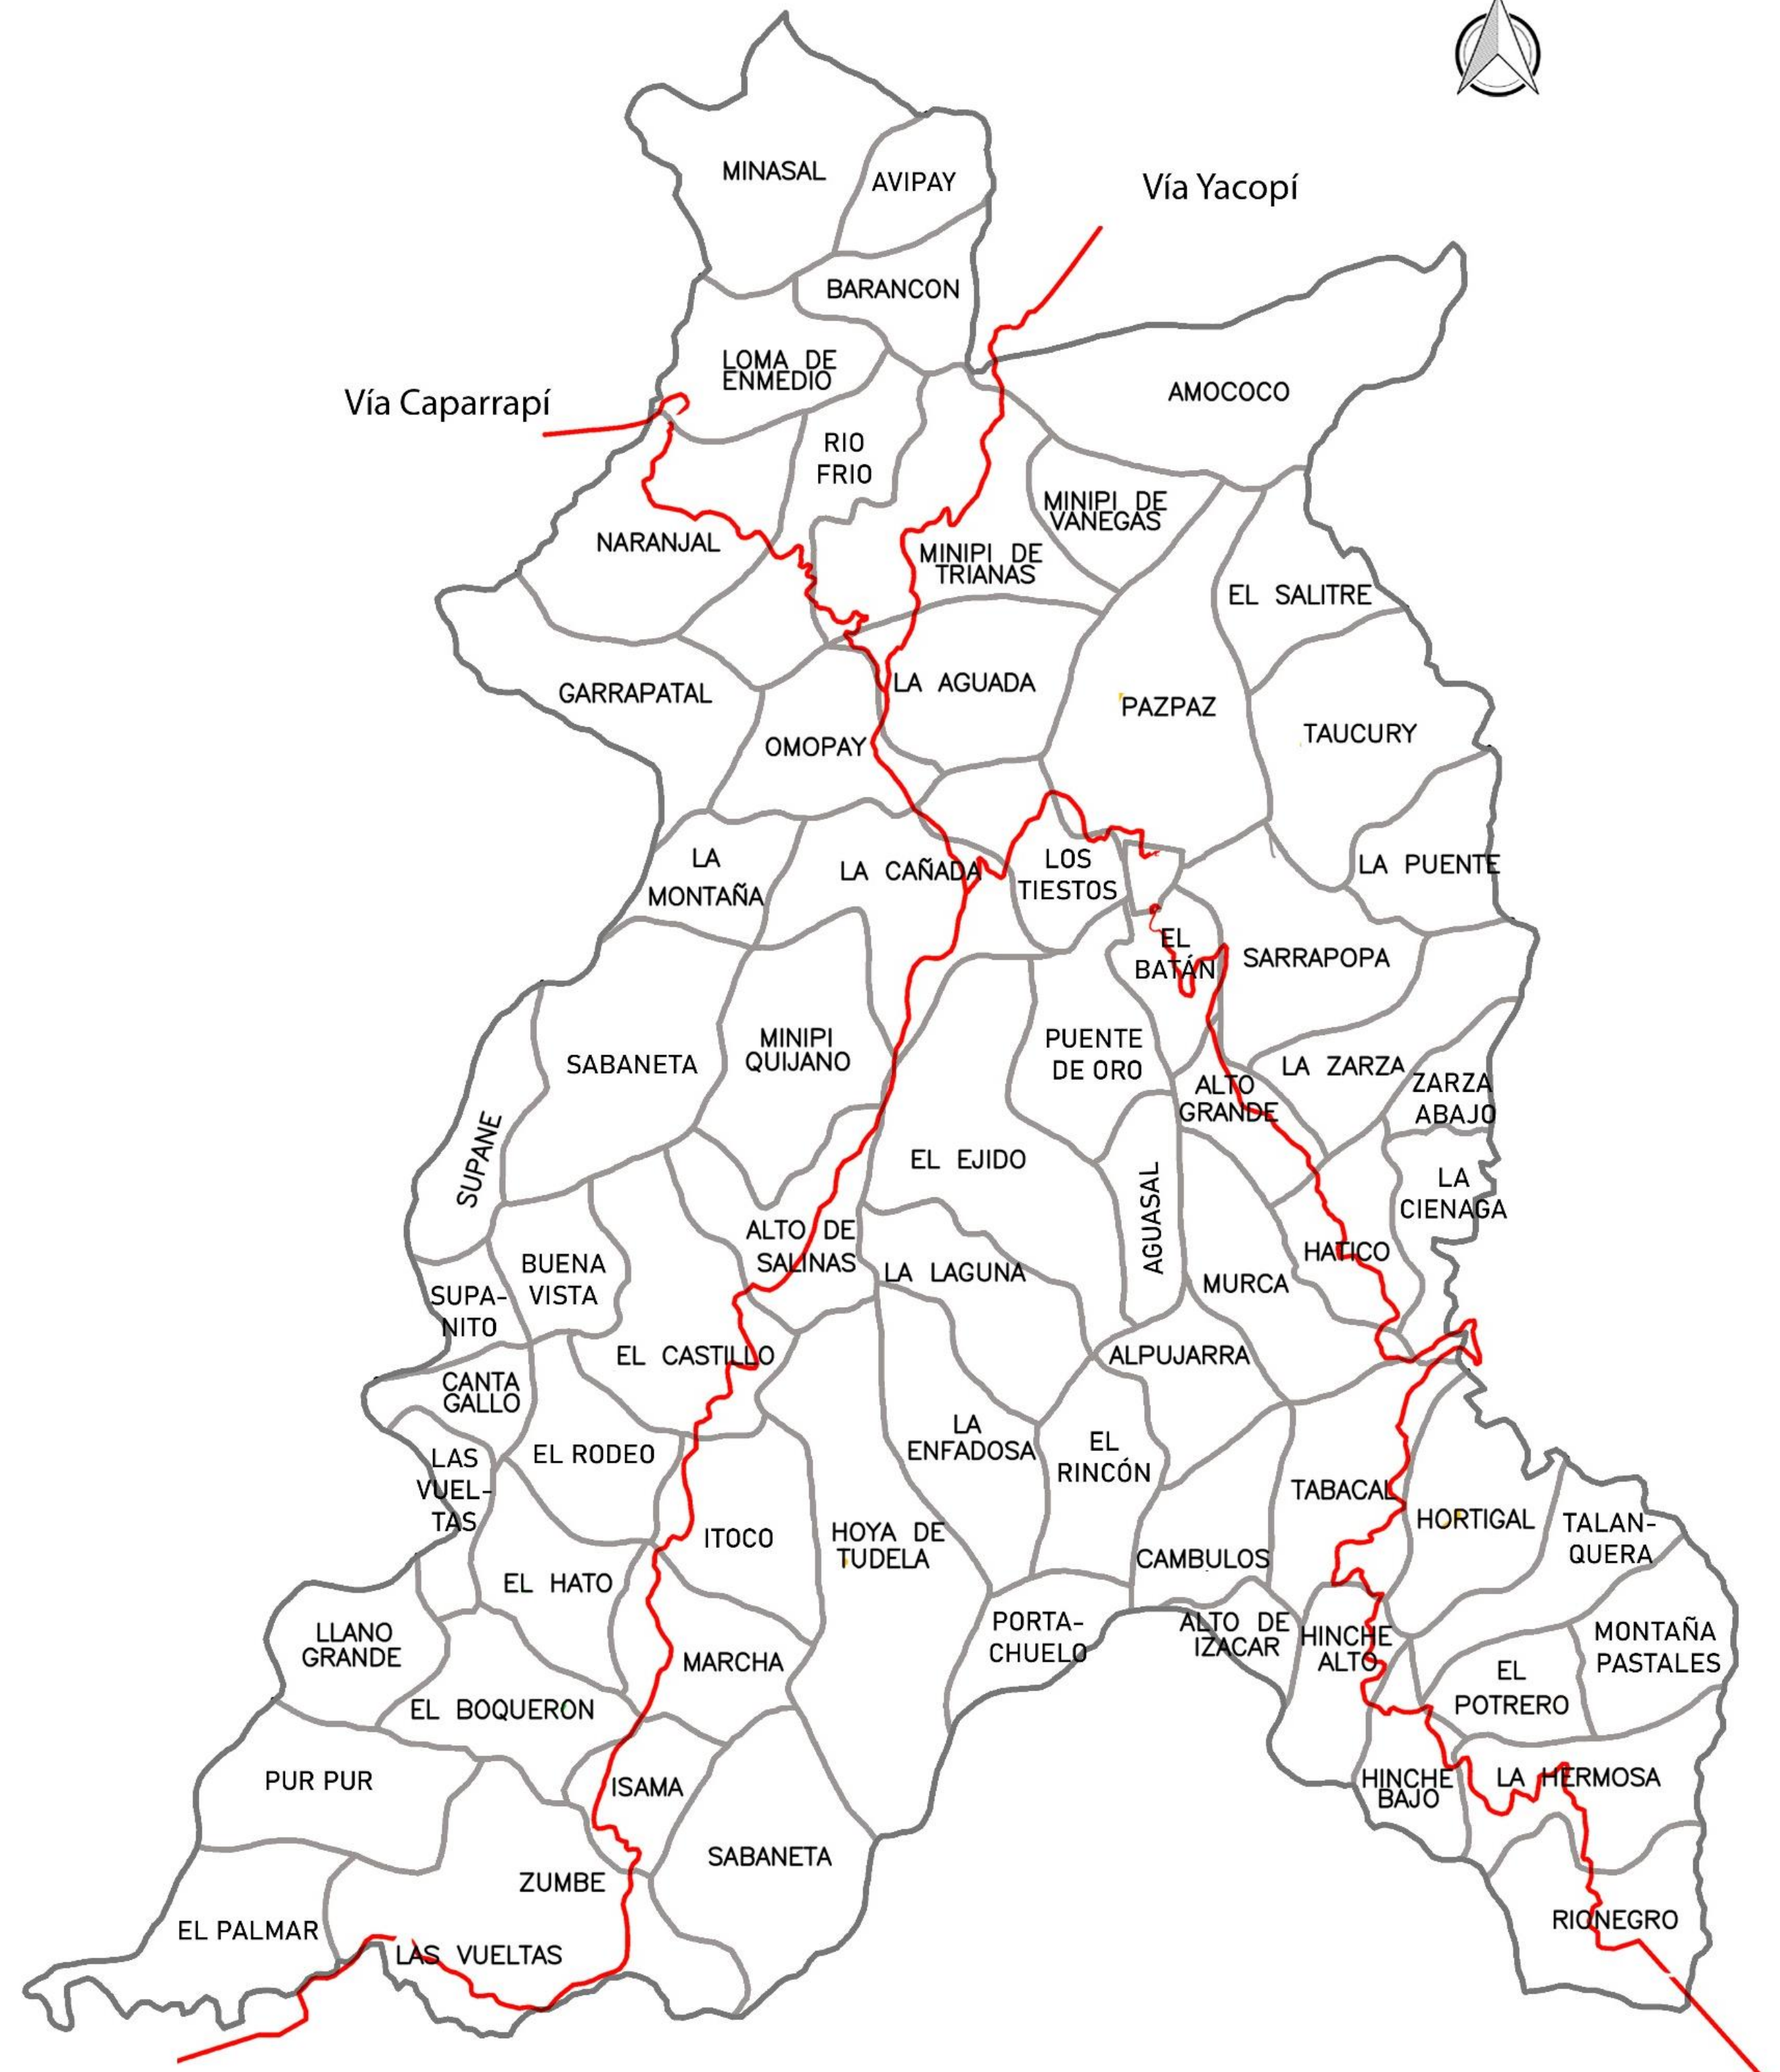 MINASAL
AVIPAY
Vía Yacopí
BARANCON
LOMA DE
ENMEDIO
AMOCOCO
Vía Caparrapí
RIO
FRIO
MINIPI DE
VANEGAS
NARANJAL
MINIPI DE
TRIANAS
EL SALITRE
LA AGUADA
GARRAPATAL
PAZPAZ
TAUCURY
OMOPAY
LA
MONTAÑA
LA CAÑADA
LOS
TIESTOS
LA PUENTE
EL
BATÁN
SARRAPOPA
SABANETA
MINIPI
QUIJANO
PUENTE
DE ORO
LA ZARZA
ALTO
GRANDE
ZARZA
ABAJO
SUPANE
EL EJIDO
AGUASAL
LA
CIENAGA
ALTO DE
SALINAS
HATICO
BUENA
VISTA
LA LAGUNA
MURCA
SUPA-
NITO
EL CASTILLO
ALPUJARRA
CANTA
GALLO
LA
ENFADOSA
EL
RINCÓN
LAS
VUEL-
TAS
EL RODEO
TABACAL
HORTIGAL
TALAN-
QUERA
ITOCO
HOYA DE
TUDELA
CAMBULOS
EL HATO
LLANO
GRANDE
PORTA-
CHUELO
ALTO DE
IZACAR
HINCHE
ALTO
MONTAÑA
PASTALES
MARCHA
EL
POTRERO
EL BOQUERON
PUR PUR
ISAMA
HINCHE
BAJO
LA HERMOSA
SABANETA
ZUMBE
RIONEGRO
EL PALMAR
LAS VUELTAS